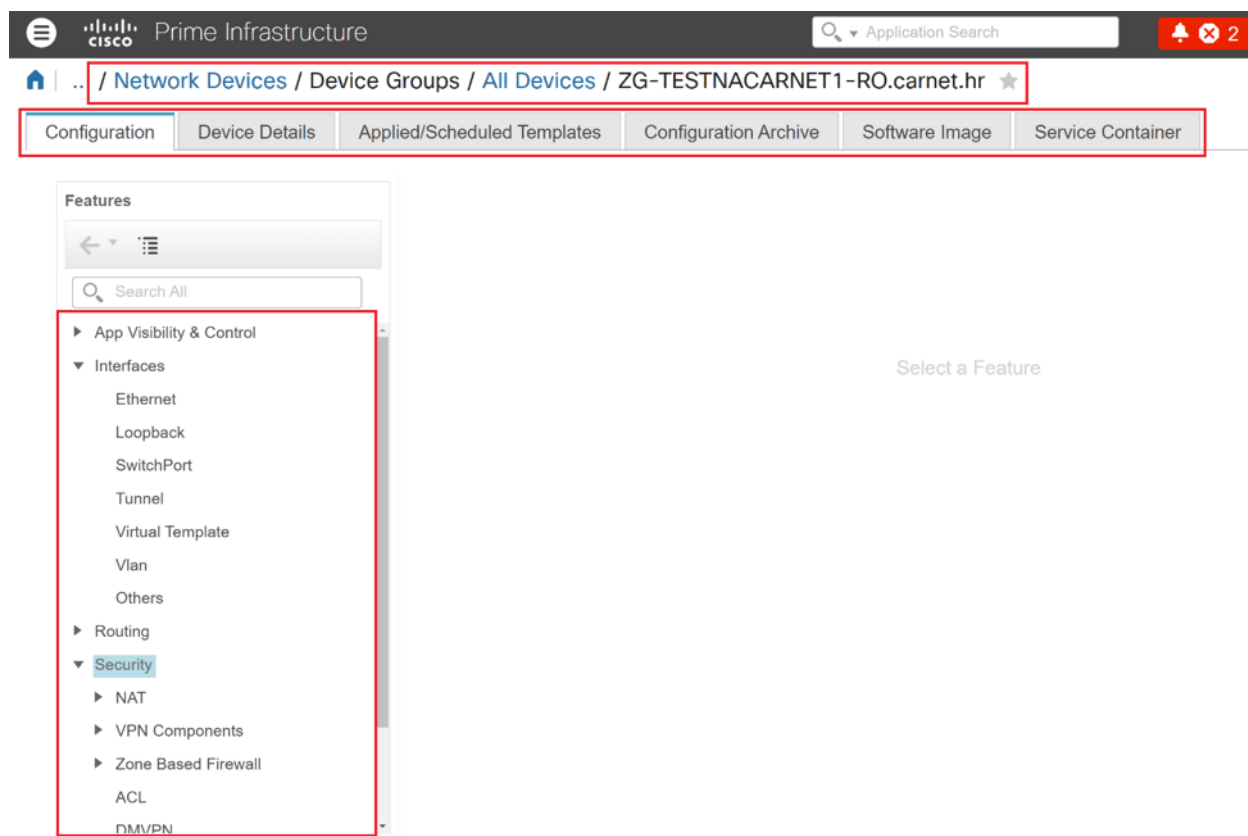 cisco Prime Infrastructure
Application Search
2
.. / Network Devices / Device Groups / All Devices / ZG-TESTNACARNET1-RO.carnet.hr
Configuration Device Details Applied/Scheduled Templates Configuration Archive Software Image Service Container
Features
Search All
App Visibility & Control
Interfaces
Select a Feature
Ethernet
Loopback
SwitchPort
Tunnel
Virtual Template
Vlan
Others
Routing
Security
NAT
VPN Components
Zone Based Firewall
ACL
DMVPN